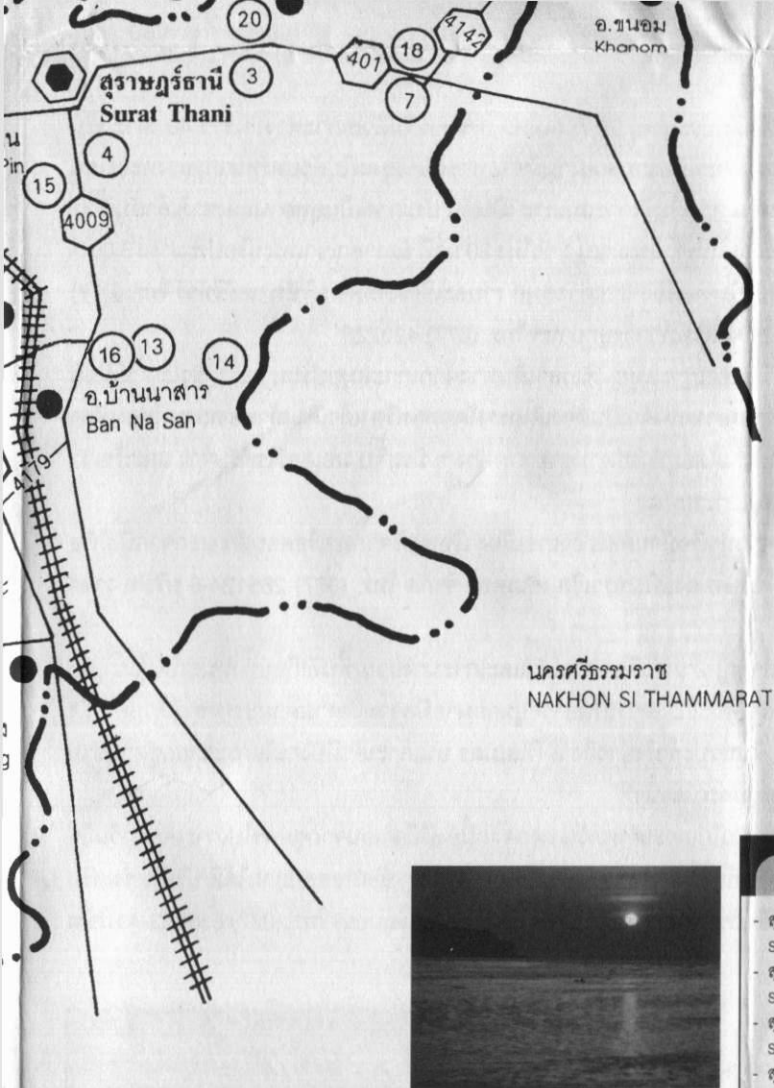 20
4142
อ.ขนอม
Khanom
401
18
สุราษฎร์ธานี
3
Surat Thani
7
4
15
4009
16
13
14
อ.บ้านนาสาร
Ban Na San
นครศรีธรรมราช
NAKHON SI THAMMARAT